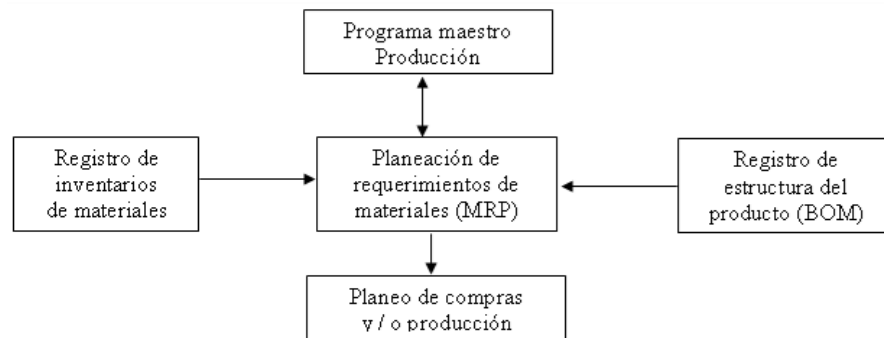 Programa maestro
Producción
Registro de
inventarios
de materiales
Planeación de
requerimientos de
materiales (MRP)
Registro de
estructura del
producto (BOM)
Planeo de compras
y / o producción